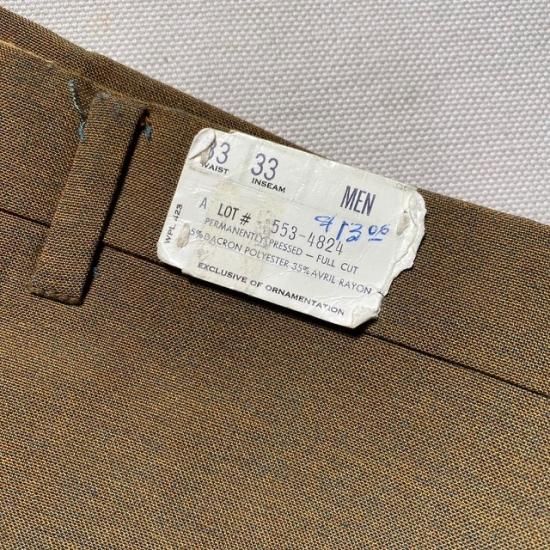 33 33
WAIST INSEAM MEN
A LOT # 553-4824 $13.00
PERMANENTLY PRESSED — FULL CUT
5% DACRON POLYESTER 35% AVRIL RAYON
EXCLUSIVE OF ORNAMENTATION
WPL 423